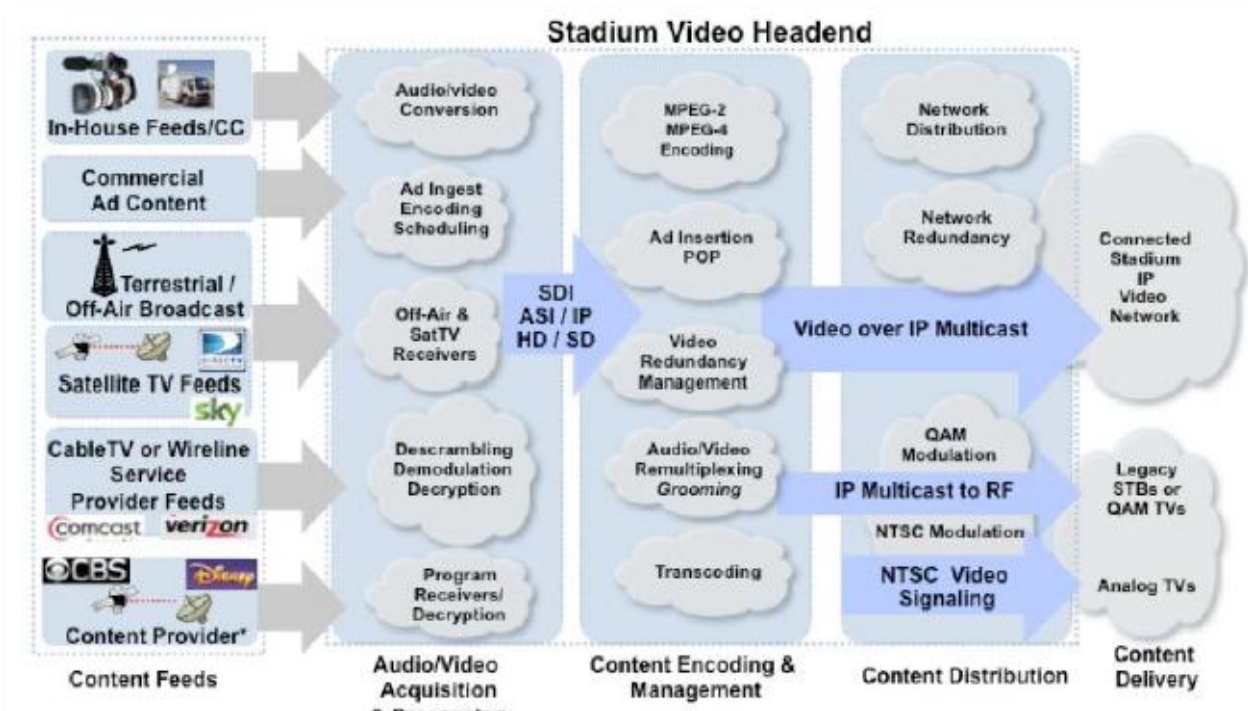 Stadium Video Headend
In-House Feeds/CC
Commercial
Ad Content
Terrestrial /
Off-Air Broadcast
DIRECTV
Satellite TV Feeds
sky
CableTV or Wireline
Service
Provider Feeds
comcast verizon
CBS Disney
Content Provider*
Content Feeds
Audio/video
Conversion
Ad Ingest
Encoding
Scheduling
Off-Air &
SatTV
Receivers
Descrambling
Demodulation
Decryption
Program
Receivers/
Decryption
Audio/Video
Acquisition
SDI
ASI / IP
HD / SD
MPEG-2
MPEG-4
Encoding
Ad Insertion
POP
Video
Redundancy
Management
Audio/Video
Remultiplexing
Grooming
Transcoding
Content Encoding &
Management
Network
Distribution
Network
Redundancy
Video over IP Multicast
QAM
Modulation
IP Multicast to RF
NTSC Modulation
NTSC Video
Signaling
Content Distribution
Connected
Stadium
IP
Video
Network
Legacy
STBs or
QAM TVs
Analog TVs
Content
Delivery